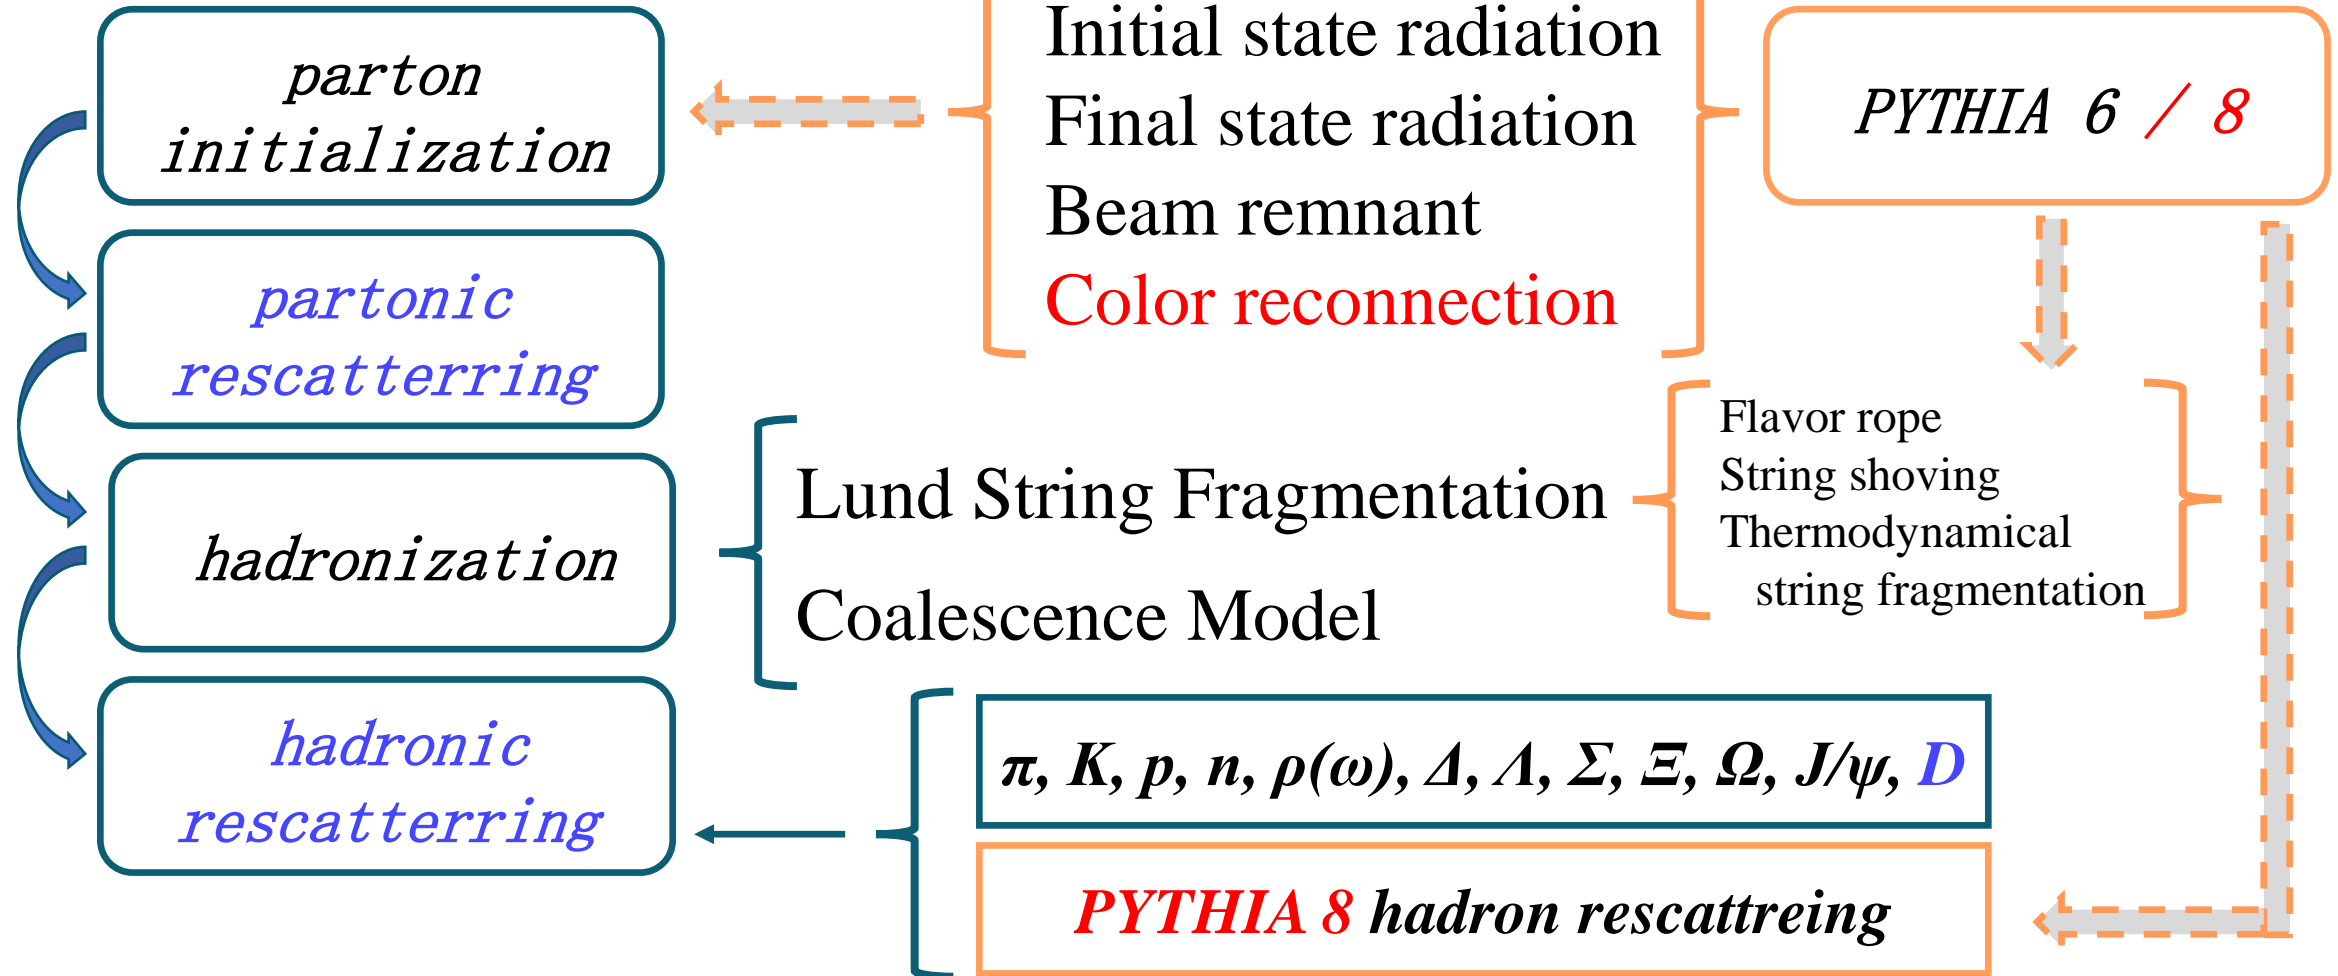 parton
initialization
Initial state radiation
Final state radiation
Beam remnant
Color reconnection
PYTHIA 6 / 8
partonic
rescatterring
Flavor rope
String shoving
Thermodynamical
string fragmentation
hadronization
Lund String Fragmentation
Coalescence Model
hadronic
rescatterring
π, K, p, n, ρ(ω), Δ, Λ, Σ, Ξ, Ω, J/ψ, D
PYTHIA 8 hadron rescattreing